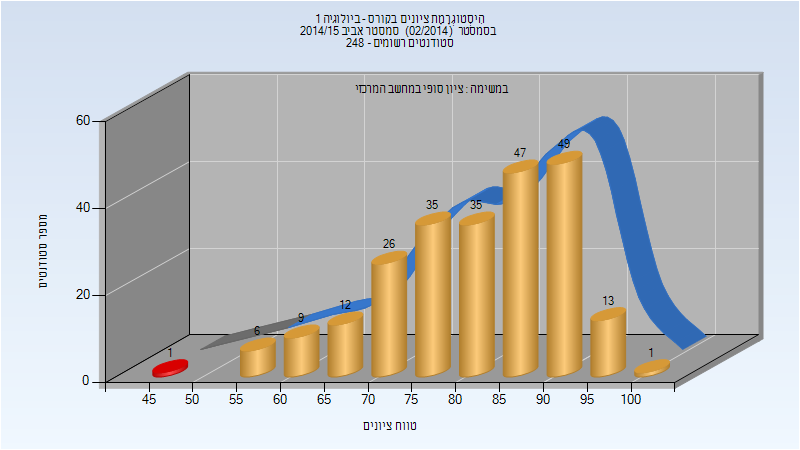 היסטוגרמת ציונים בקורס - ביולוגיה 1
בסמסטר (02/2014) סמסטר אביב 2014/15
סטודנטים רשומים - 248
במשימה : ציון סופי במחשב המרכזי
מספר סטודנטים
60
40
20
0
1
6
9
12
26
35
35
47
49
13
1
45 50 55 60 65 70 75 80 85 90 95 100
טווח ציונים